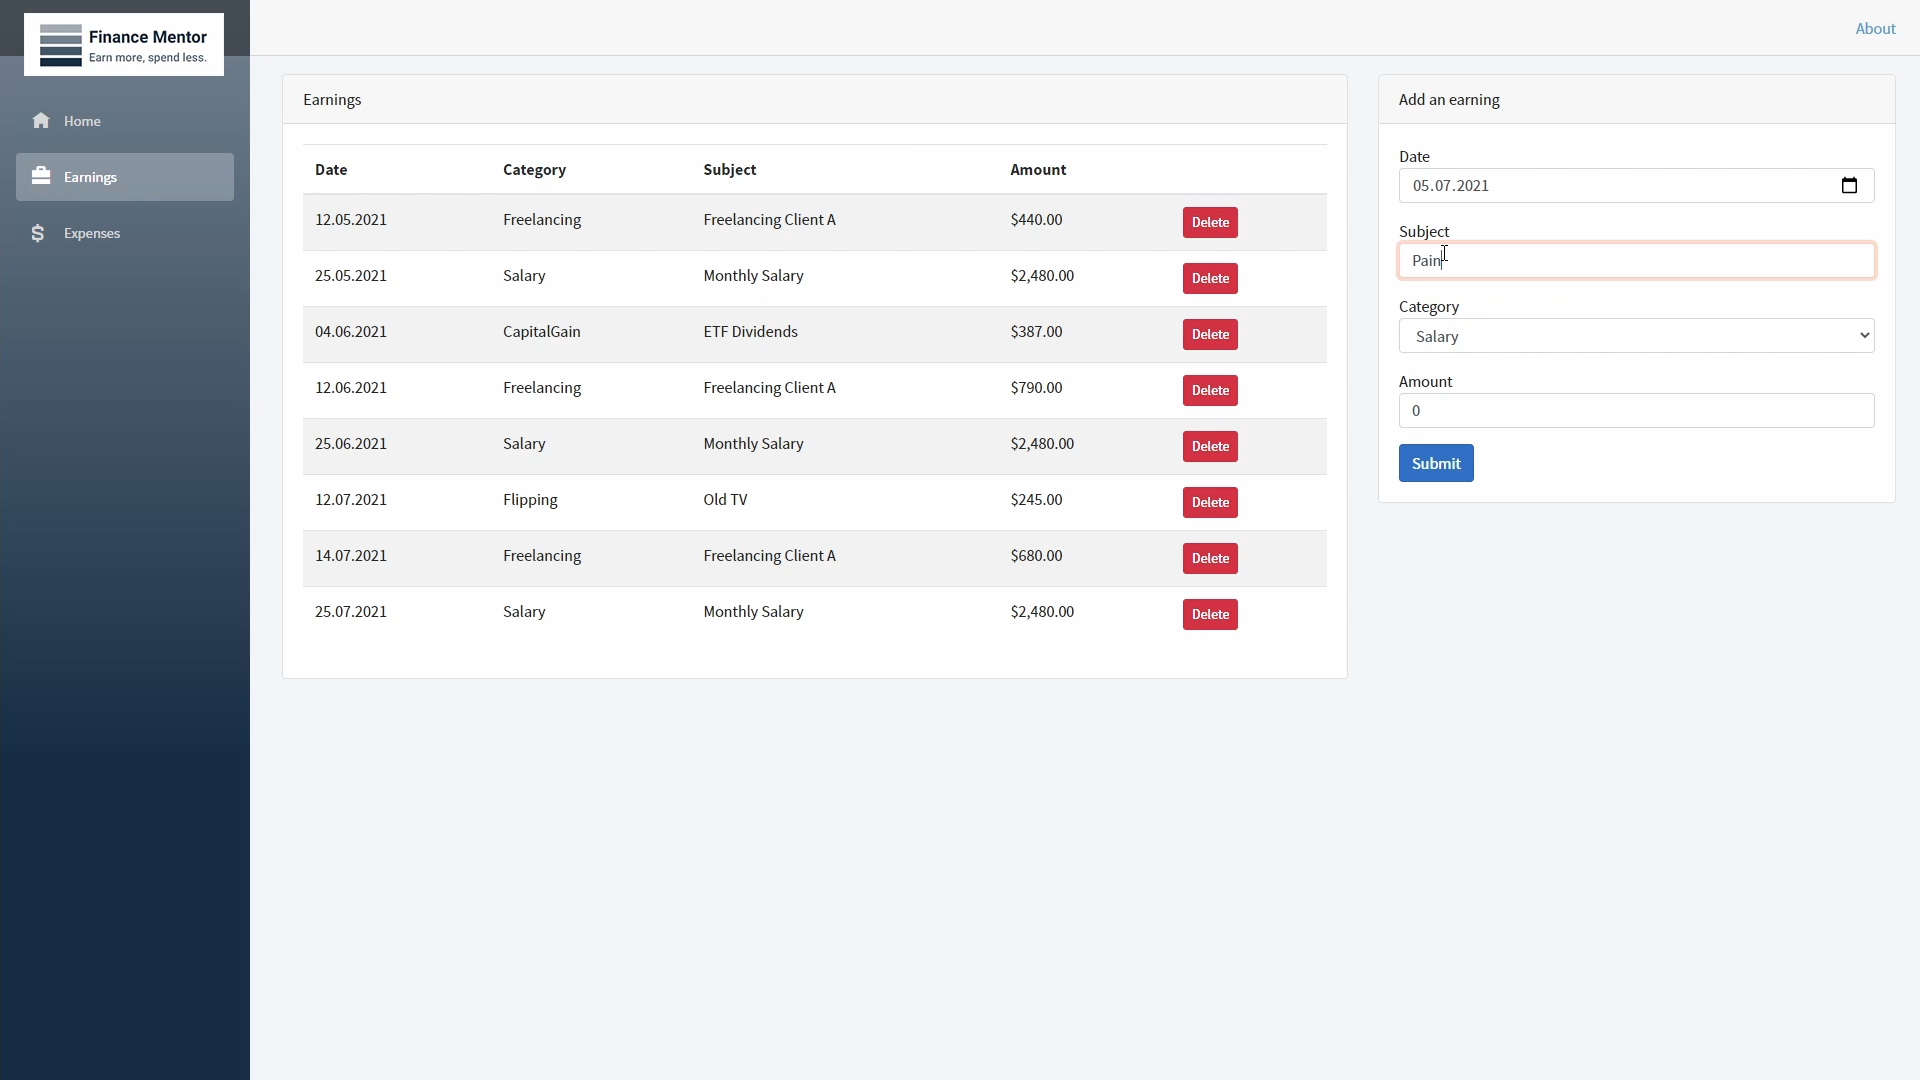 Finance Mentor
Earn more, spend less.
About
Home
Earnings
Expenses
Earnings
Date Category Subject Amount
12.05.2021 Freelancing Freelancing Client A $440.00 Delete
25.05.2021 Salary Monthly Salary $2,480.00 Delete
04.06.2021 CapitalGain ETF Dividends $387.00 Delete
12.06.2021 Freelancing Freelancing Client A $790.00 Delete
25.06.2021 Salary Monthly Salary $2,480.00 Delete
12.07.2021 Flipping Old TV $245.00 Delete
14.07.2021 Freelancing Freelancing Client A $680.00 Delete
25.07.2021 Salary Monthly Salary $2,480.00 Delete
Add an earning
Date
05.07.2021
Subject
Pain
Category
Salary
Amount
0
Submit